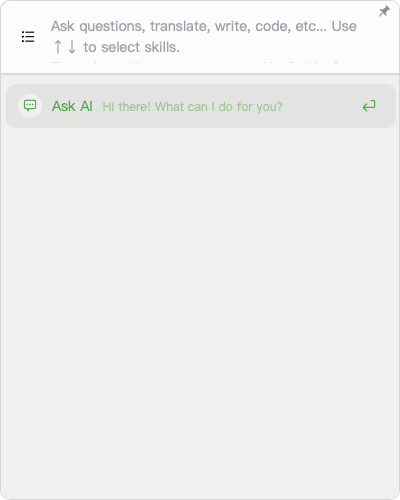 Ask questions, translate, write, code, etc... Use
↑↓ to select skills.
Ask AI Hi there! What can I do for you?